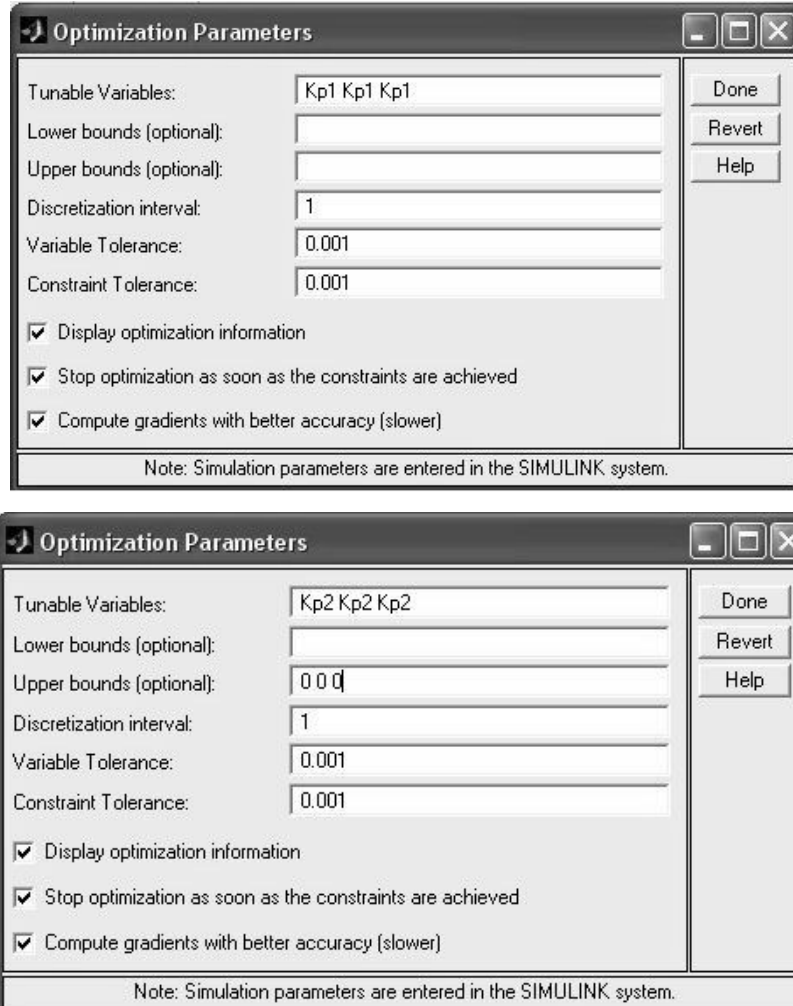 Optimization Parameters
Tunable Variables: Kp1 Kp1 Kp1 Done
Lower bounds (optional): Revert
Upper bounds (optional): Help
Discretization interval: 1
Variable Tolerance: 0.001
Constraint Tolerance: 0.001
Display optimization information
Stop optimization as soon as the constraints are achieved
Compute gradients with better accuracy (slower)
Note: Simulation parameters are entered in the SIMULINK system.
Optimization Parameters
Tunable Variables: Kp2 Kp2 Kp2 Done
Lower bounds (optional): Revert
Upper bounds (optional): 0 0 0 Help
Discretization interval: 1
Variable Tolerance: 0.001
Constraint Tolerance: 0.001
Display optimization information
Stop optimization as soon as the constraints are achieved
Compute gradients with better accuracy (slower)
Note: Simulation parameters are entered in the SIMULINK system.